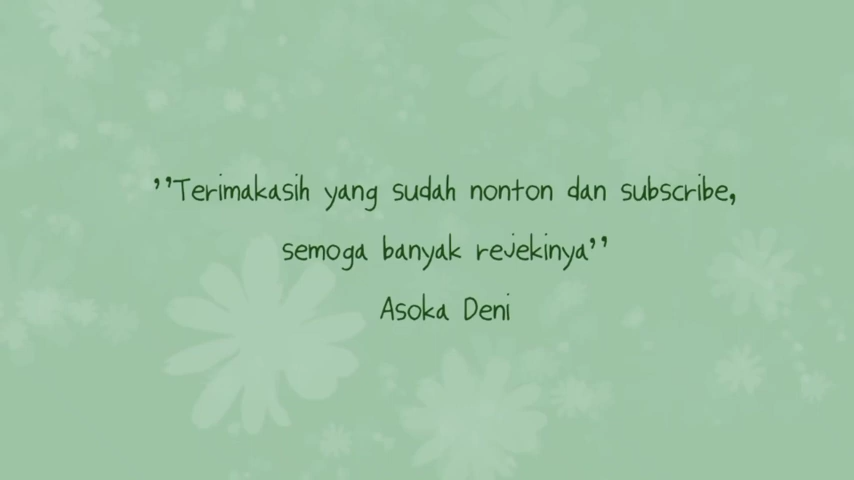 ’’Terimakasih yang sudah nonton dan subscribe,
semoga banyak rejekinya’’
Asoka Deni